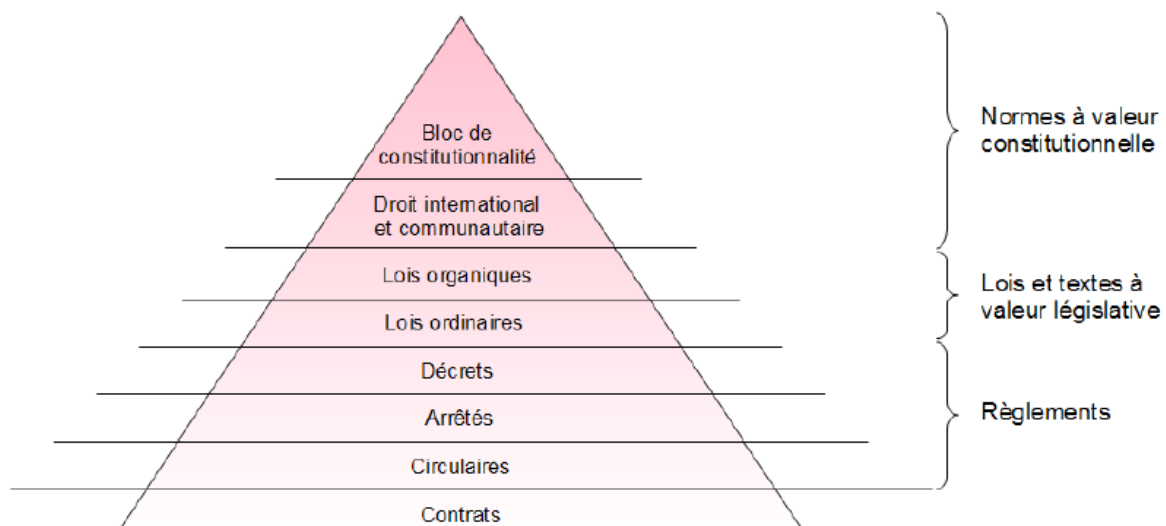 Bloc de
constitutionnalité
Droit international
et communautaire
Lois organiques
Lois ordinaires
Décrets
Arrêtés
Circulaires
Contrats
Normes à valeur
constitutionnelle
Lois et textes à
valeur législative
Règlements